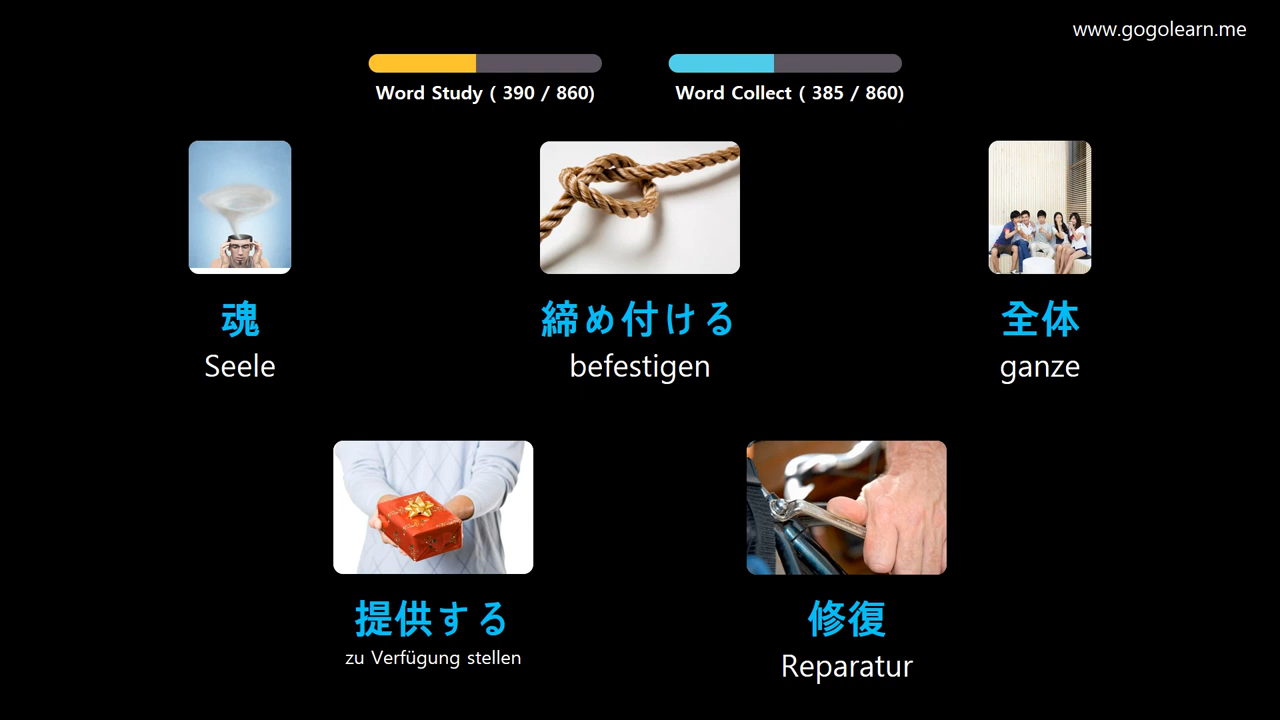 www.gogolearn.me
Word Study ( 390 / 860)
Word Collect ( 385 / 860)
魂
Seele
締め付ける
befestigen
全体
ganze
提供する
zu Verfügung stellen
修復
Reparatur